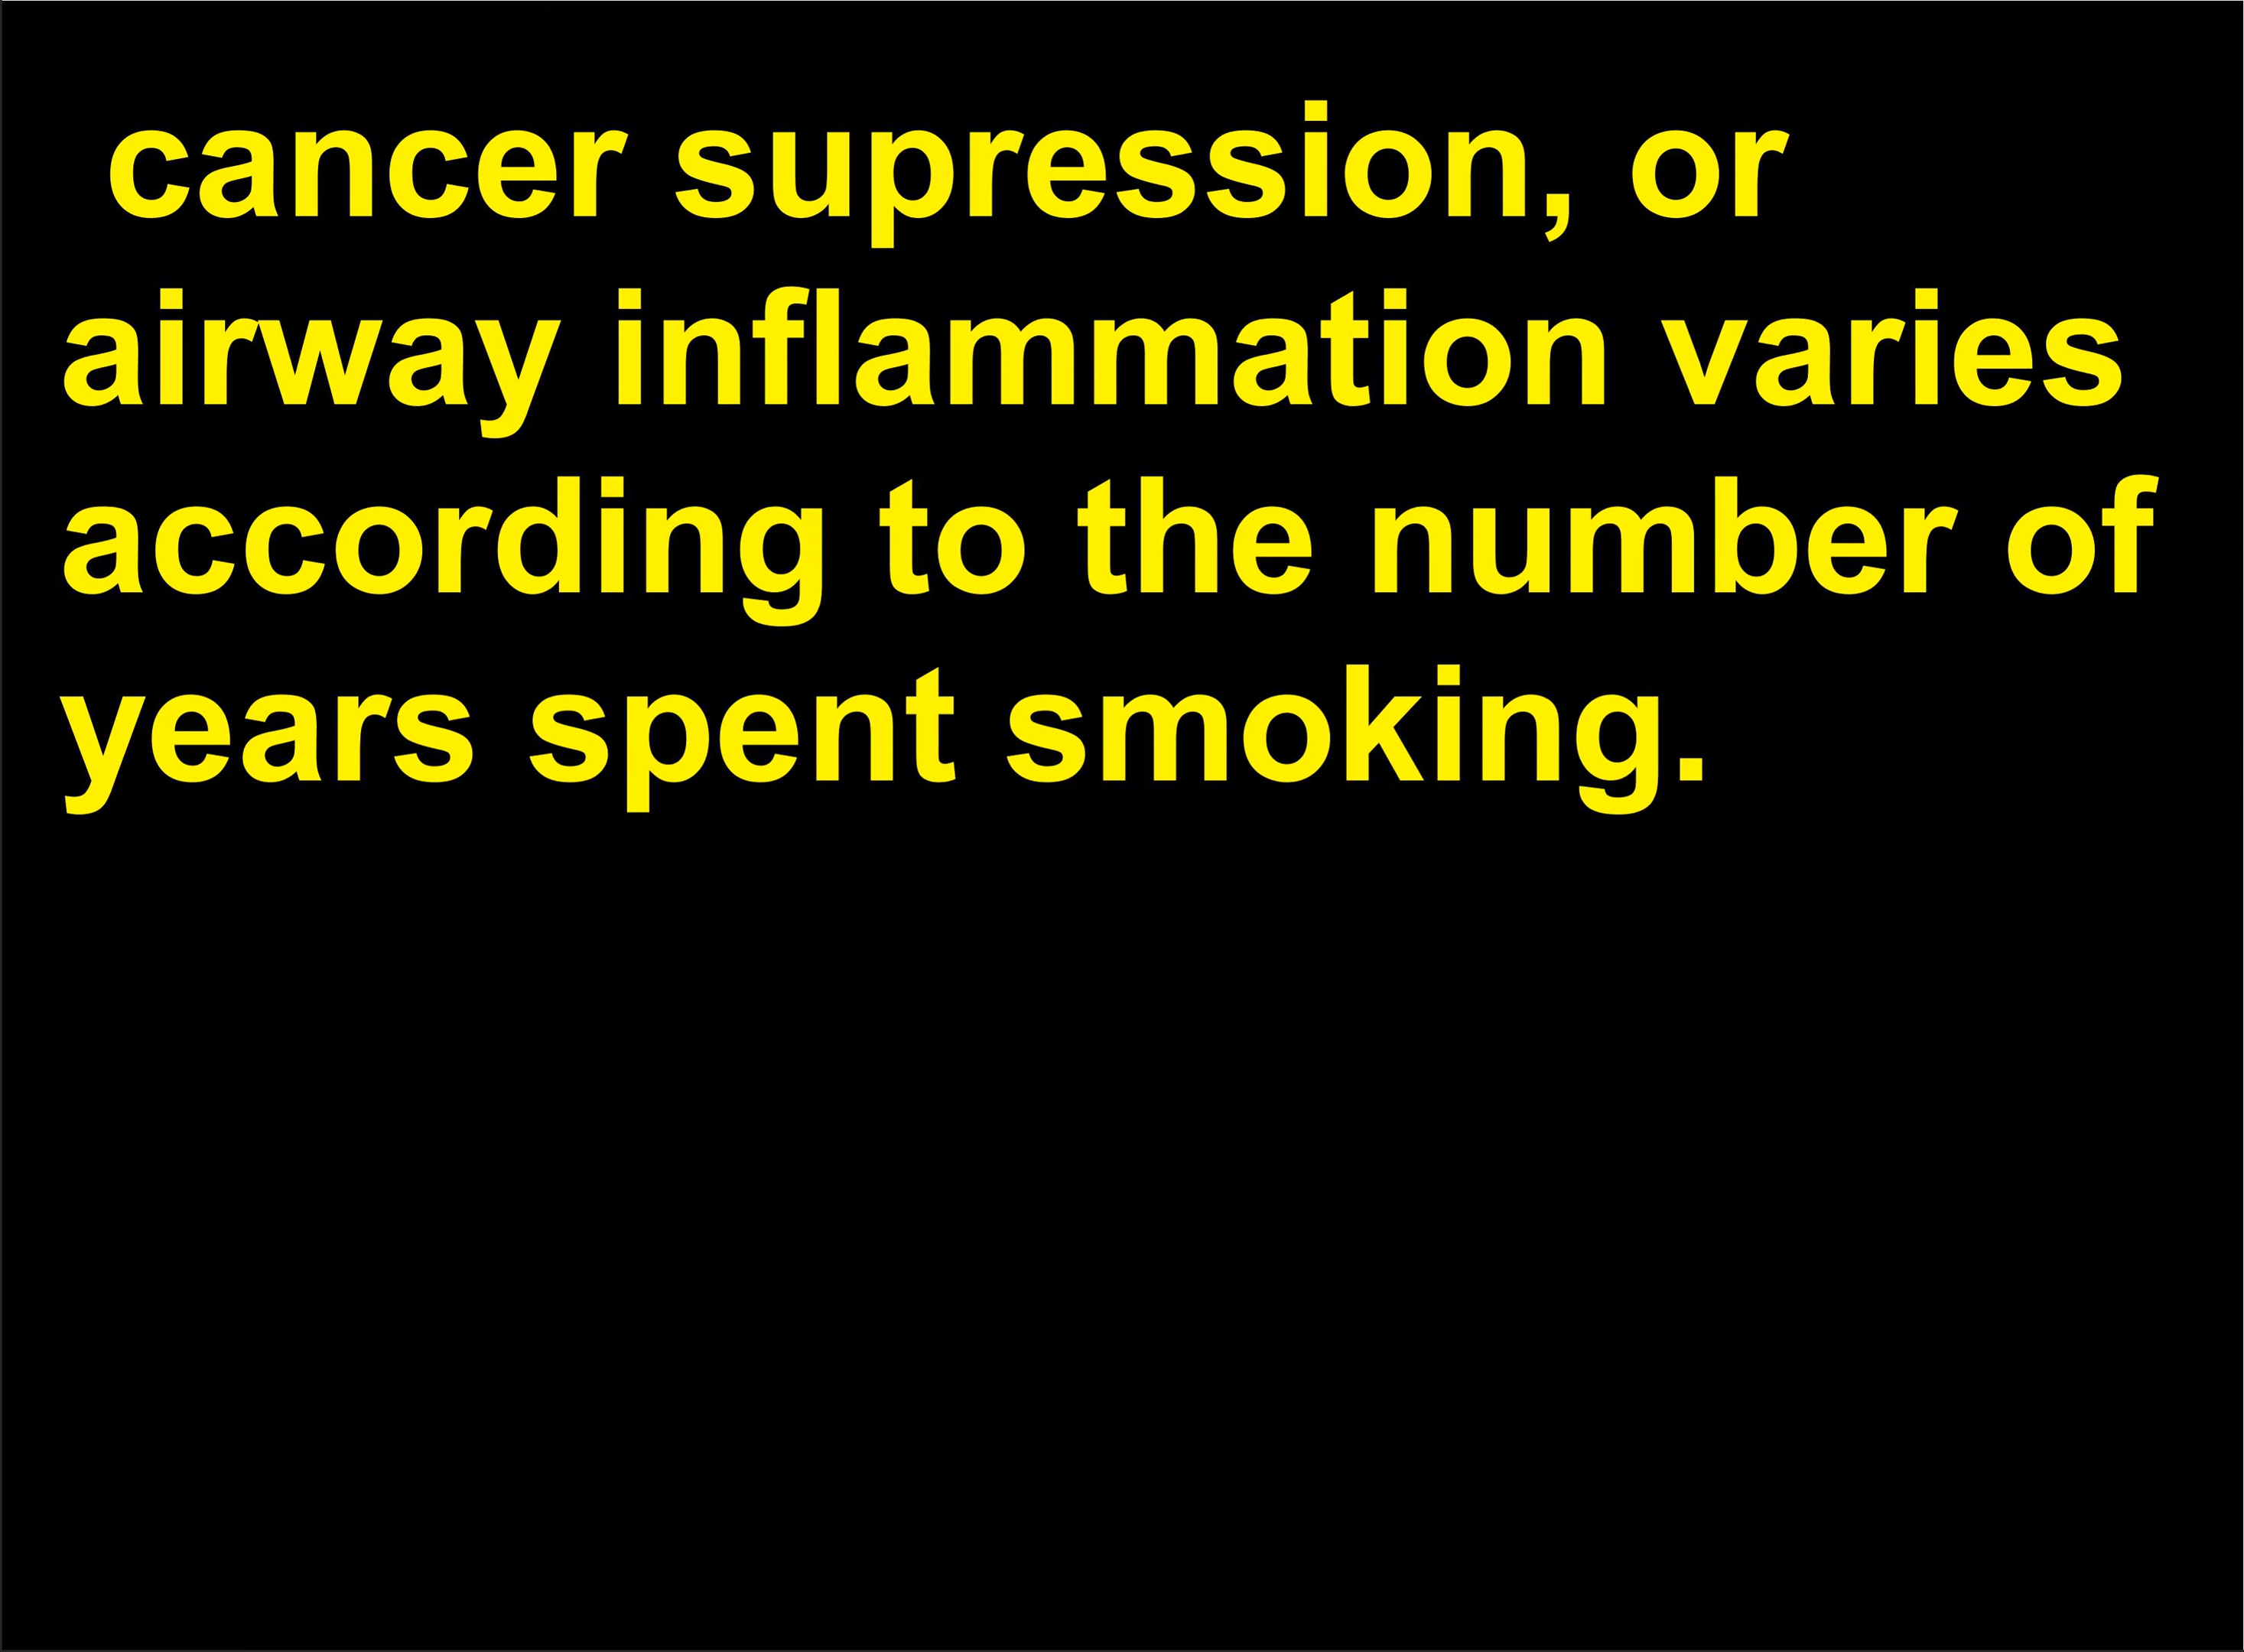 cancer supression, or
airway inflammation varies
according to the number of
years spent smoking.